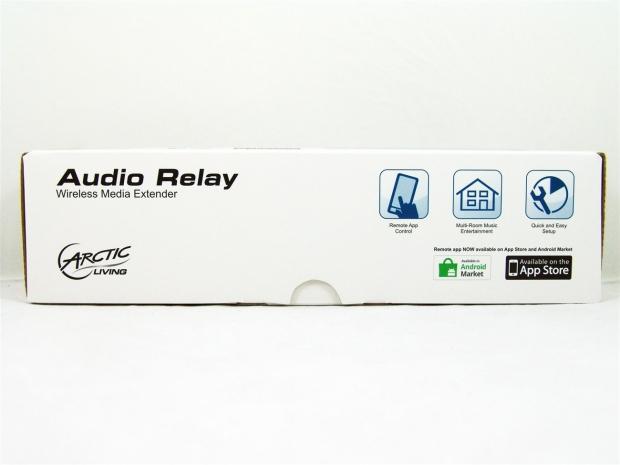 Audio Relay
Wireless Media Extender
ARCTIC
LIVING
Remote App
Control
Multi-Room Music
Entertainment
Quick and Easy
Setup
Remote app NOW available on App Store and Android Market
Available in
Android
Market
Available on the
App Store